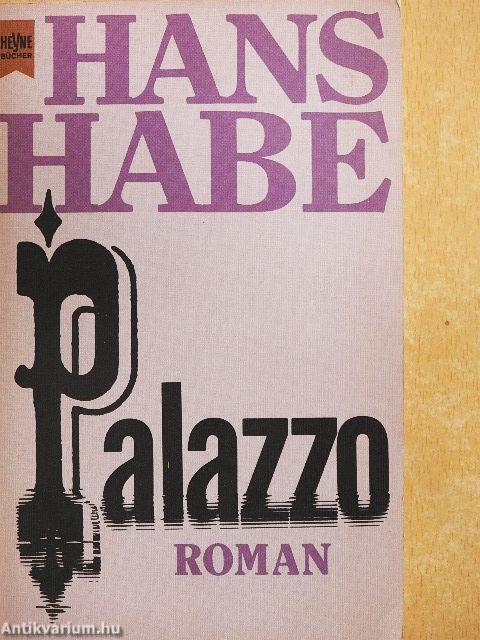 HEYNE
BÜCHER
HANS
HABE
Palazzo
ROMAN
Antikvarium.hu